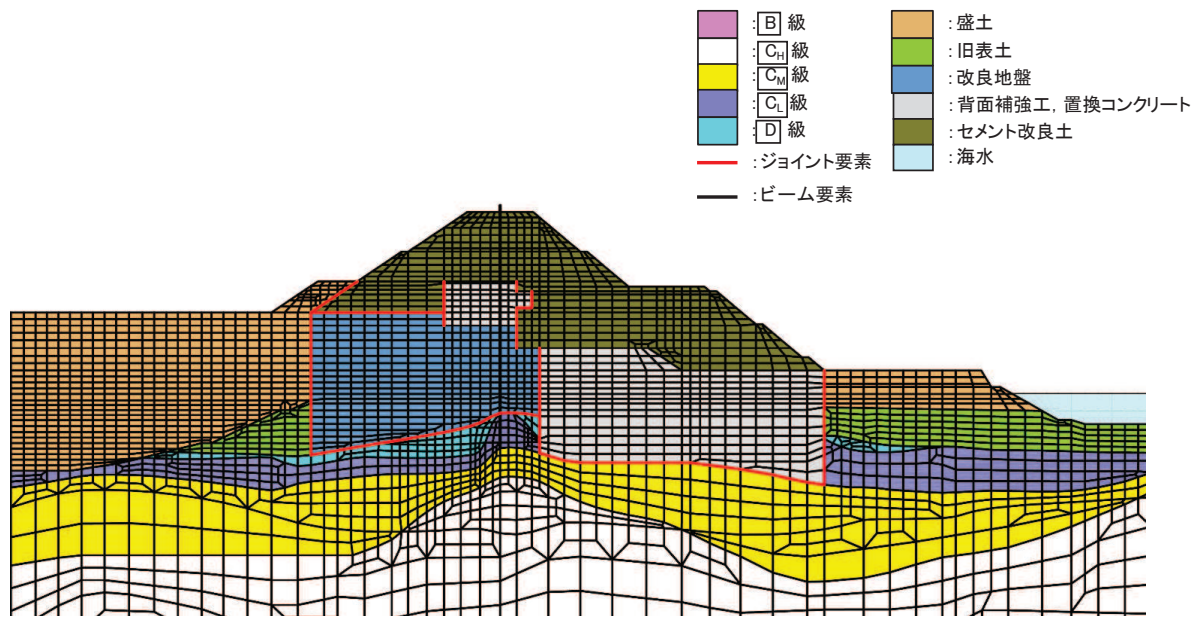 :B 級
:CH 級
:CM 級
:CL 級
:D 級
:ジョイント要素
:ビーム要素
:盛土
:旧表土
:改良地盤
:背面補強工,置換コンクリート
:セメント改良土
:海水